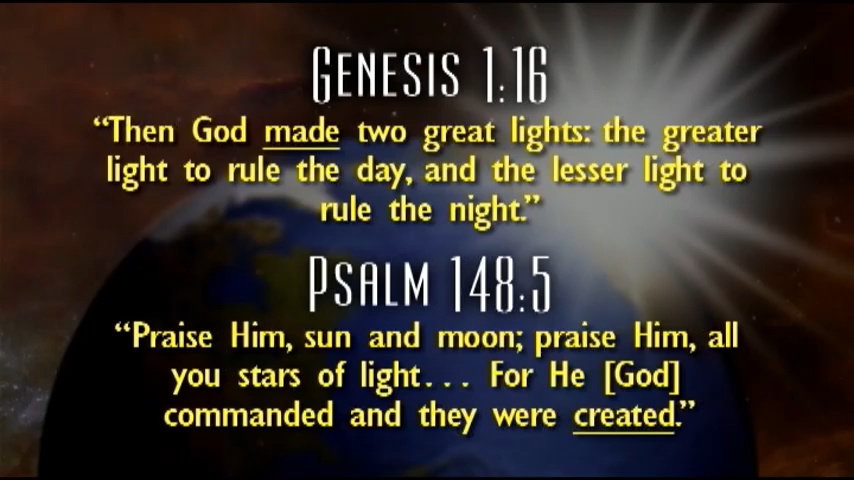 GENESIS 1:16
“Then God made two great lights: the greater
light to rule the day, and the lesser light to
rule the night.”
PSALM 148:5
“Praise Him, sun and moon; praise Him, all
you stars of light... For He [God]
commanded and they were created.”